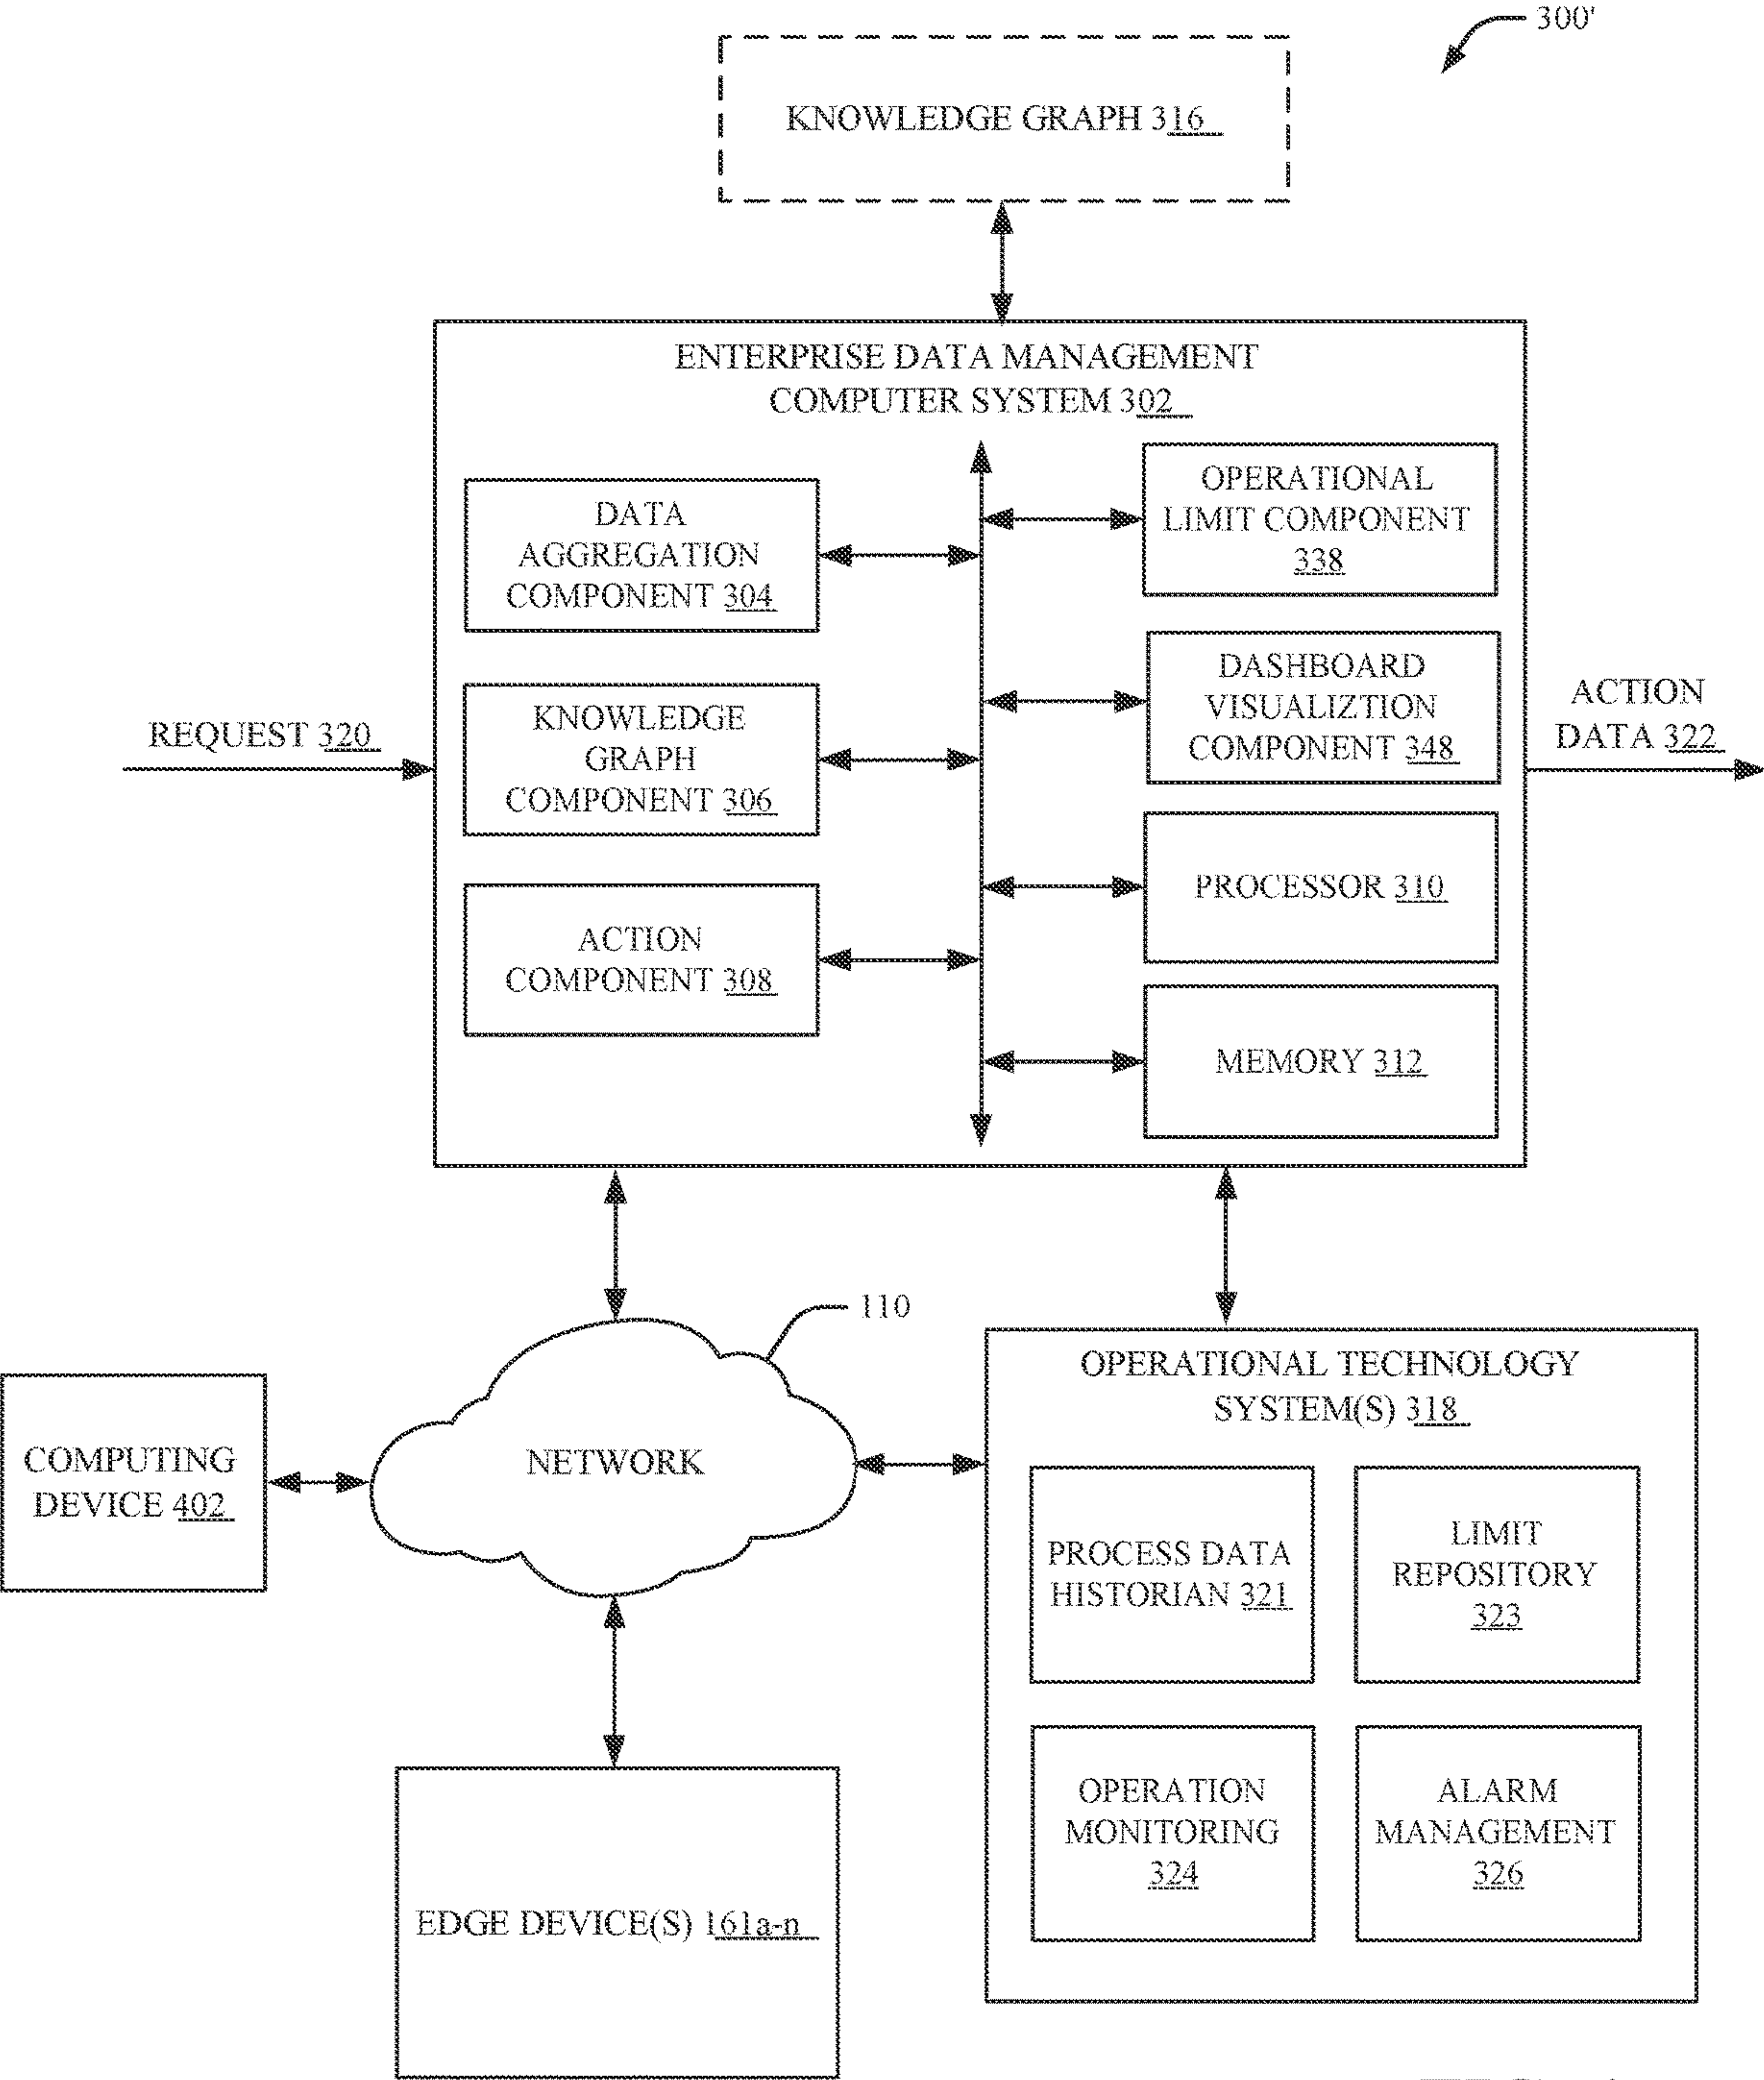 300'
KNOWLEDGE GRAPH 316
ENTERPRISE DATA MANAGEMENT
COMPUTER SYSTEM 302
DATA
AGGREGATION
COMPONENT 304
OPERATIONAL
LIMIT COMPONENT
338
KNOWLEDGE
GRAPH
COMPONENT 306
DASHBOARD
VISUALIZTION
COMPONENT 348
REQUEST 320
ACTION
DATA 322
PROCESSOR 310
ACTION
COMPONENT 308
MEMORY 312
110
NETWORK
COMPUTING
DEVICE 402
OPERATIONAL TECHNOLOGY
SYSTEM(S) 318
PROCESS DATA
HISTORIAN 321
LIMIT
REPOSITORY
323
OPERATION
MONITORING
324
ALARM
MANAGEMENT
326
EDGE DEVICE(S) 161a-n